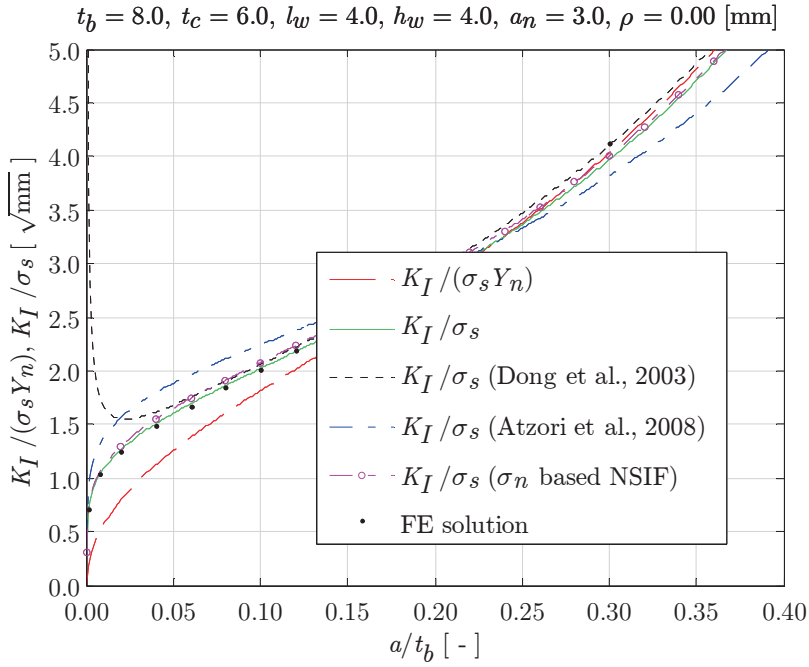 t_b = 8.0, t_c = 6.0, l_w = 4.0, h_w = 4.0, a_n = 3.0, ρ = 0.00 [mm]
K_I/(σ_s Y_n), K_I/σ_s [ √mm ]
5.0
4.5
4.0
3.5
3.0
2.5
2.0
1.5
1.0
0.5
0.0
K_I/(σ_s Y_n)
K_I/σ_s
K_I/σ_s (Dong et al., 2003)
K_I/σ_s (Atzori et al., 2008)
K_I/σ_s (σ_n based NSIF)
FE solution
0.00 0.05 0.10 0.15 0.20 0.25 0.30 0.35 0.40
a/t_b [ - ]